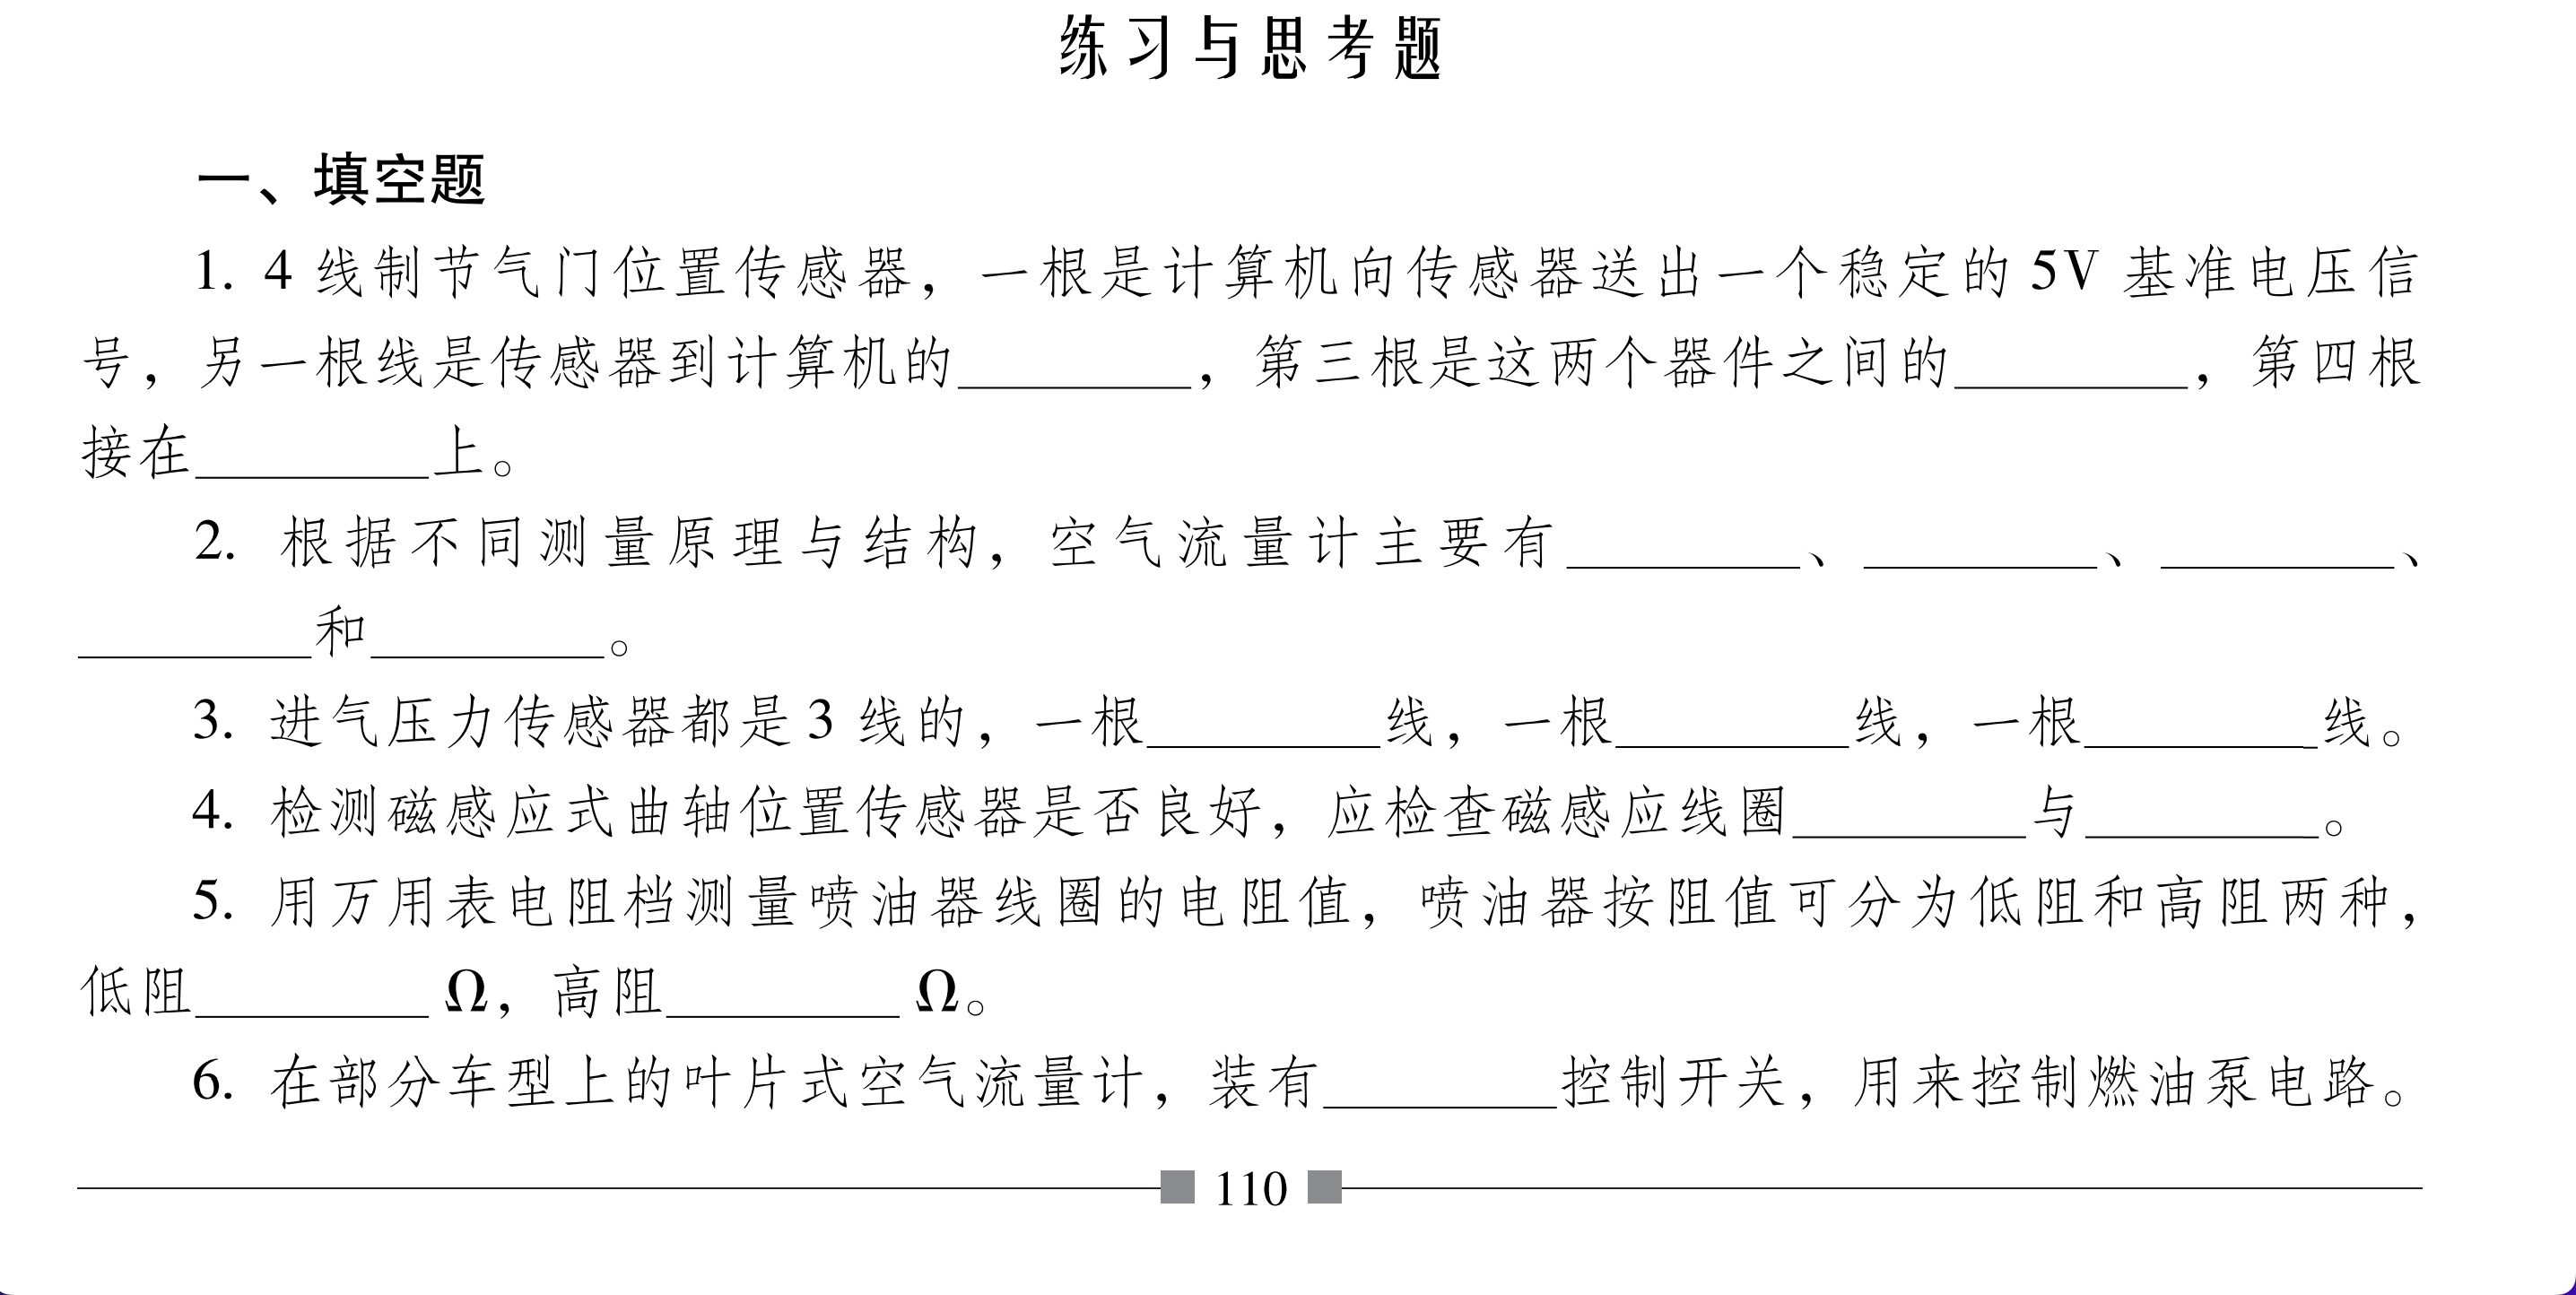 练习与思考题
一、填空题
1. 4 线制节气门位置传感器，一根是计算机向传感器送出一个稳定的 5V 基准电压信
号，另一根线是传感器到计算机的________，第三根是这两个器件之间的________，第四根
接在________上。
2. 根据不同测量原理与结构，空气流量计主要有________、________、________、
________和________。
3. 进气压力传感器都是 3 线的，一根________线，一根________线，一根________线。
4. 检测磁感应式曲轴位置传感器是否良好，应检查磁感应线圈________与________。
5. 用万用表电阻档测量喷油器线圈的电阻值，喷油器按阻值可分为低阻和高阻两种，
低阻________ Ω，高阻________ Ω。
6. 在部分车型上的叶片式空气流量计，装有________控制开关，用来控制燃油泵电路。
110